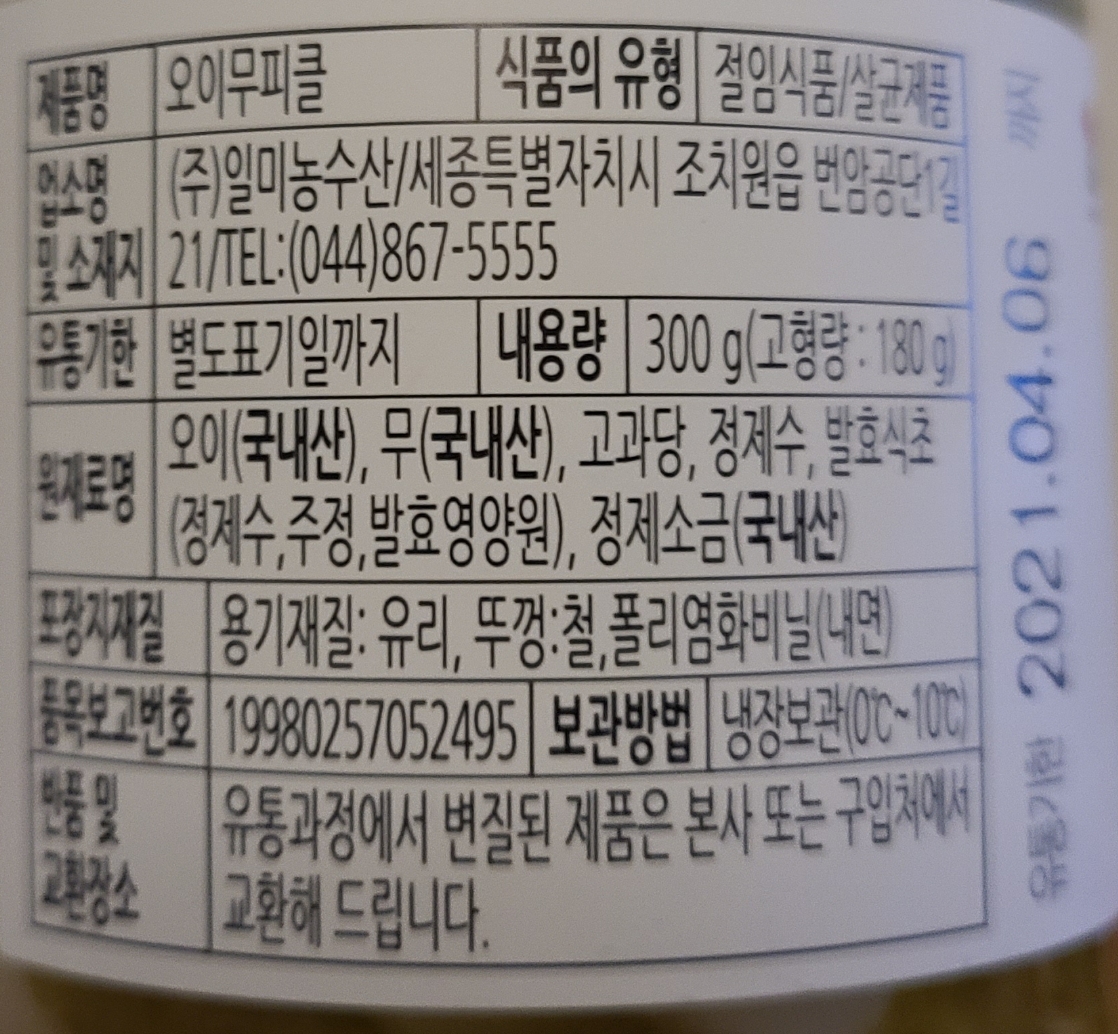 제품명 오이무피클 식품의 유형 절임식품/살균제품
업소명 및 소재지 (주)일미농수산/세종특별자치시 조치원읍 번암공단1길
21/TEL:(044)867-5555
유통기한 별도표기일까지 내용량 300 g(고형량 : 180 g)
원재료명 오이(국내산), 무(국내산), 고과당, 정제수, 발효식초
(정제수,주정,발효영양원), 정제소금(국내산)
포장지재질 용기재질: 유리, 뚜껑:철,폴리염화비닐(내면)
품목보고번호 19980257052495 보관방법 냉장보관(0℃~10℃)
반품 및 교환장소 유통과정에서 변질된 제품은 본사 또는 구입처에서
교환해 드립니다.
유통기한 2021.04.06 까지